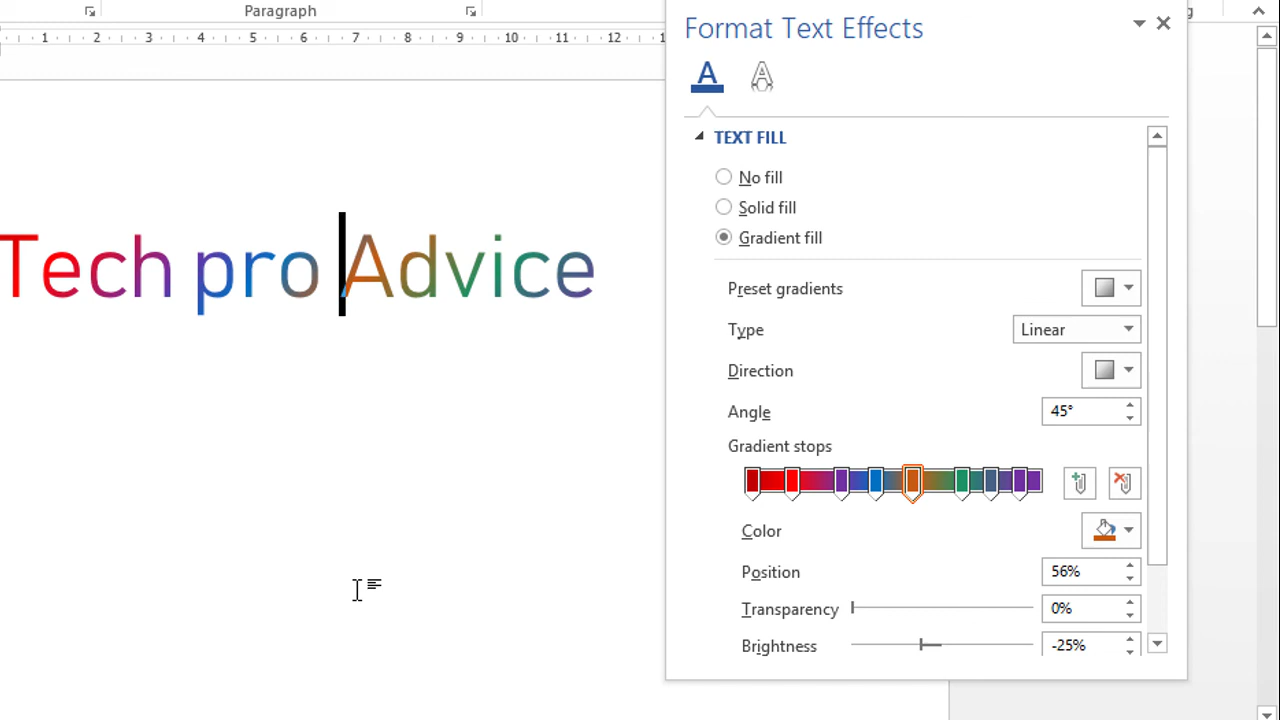 Paragraph
g
1 2 3 4 5 6 7 8 9 10 11 12 1
Tech pro Advice
Format Text Effects
A A
TEXT FILL
No fill
Solid fill
Gradient fill
Preset gradients
Type Linear
Direction
Angle 45°
Gradient stops
Color
Position 56%
Transparency 0%
Brightness -25%